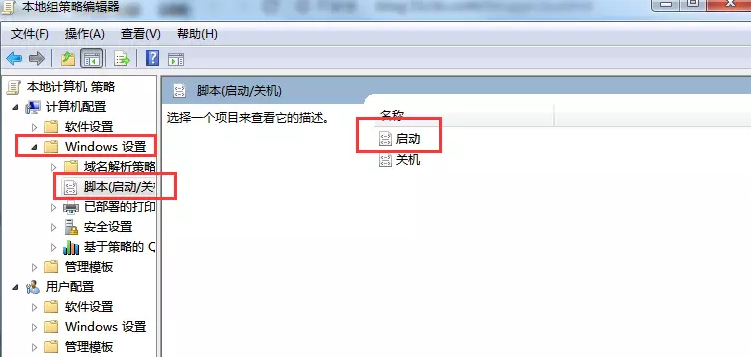 本地组策略编辑器
文件(F) 操作(A) 查看(V) 帮助(H)
本地计算机 策略
计算机配置
软件设置
Windows 设置
域名解析策略
脚本(启动/关
已部署的打印
安全设置
基于策略的 Q
管理模板
用户配置
软件设置
Windows 设置
管理模板
脚本(启动/关机)
选择一个项目来查看它的描述。
名称
启动
关机